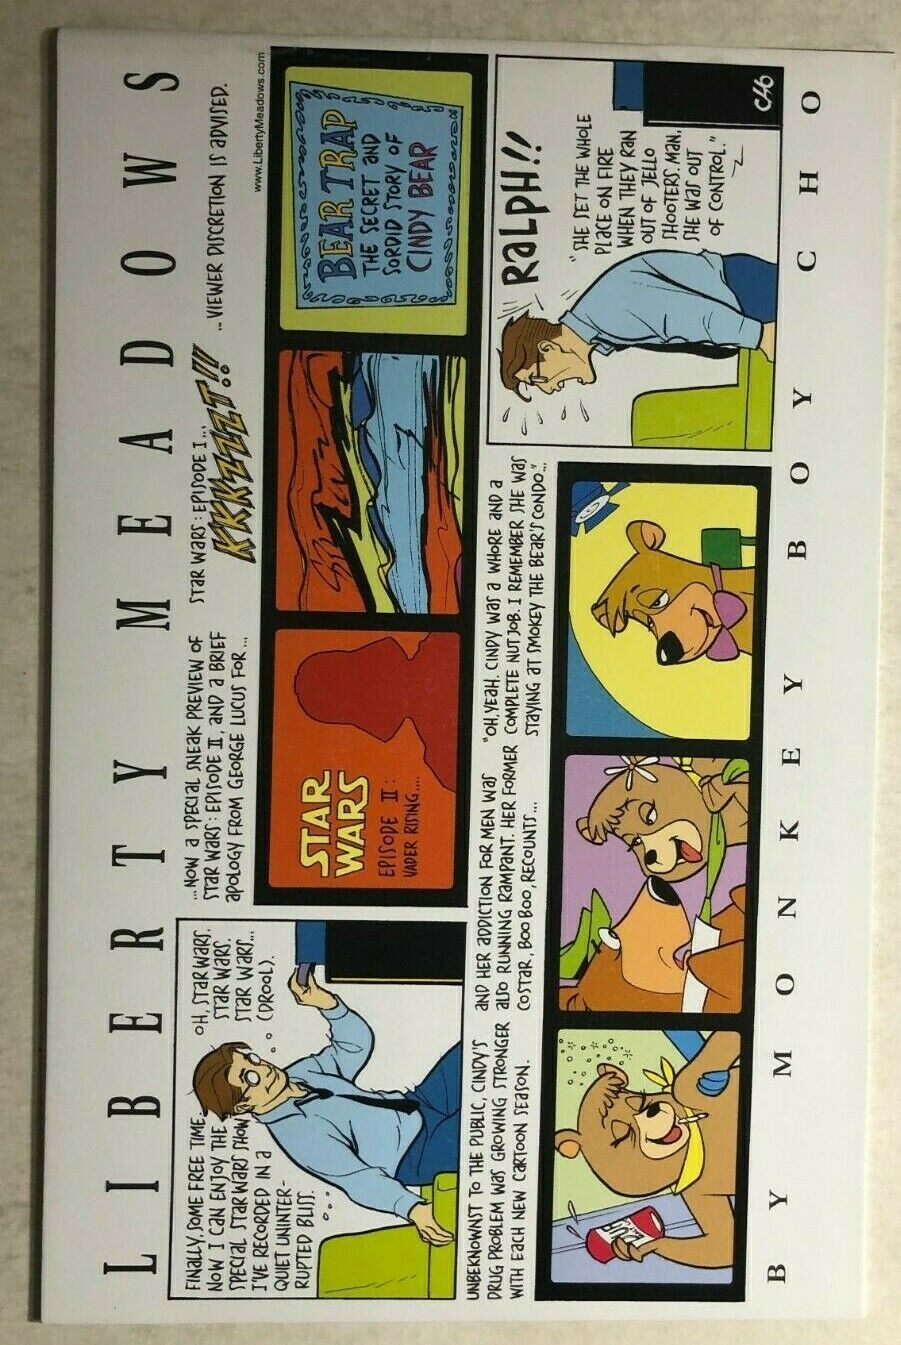 LIBERTY MEADOWS
FINALLY, SOME FREE TIME.
NOW I CAN ENJOY THE
SPECIAL STAR WARS SHOW
I'VE RECORDED IN A
QUIET UNINTER-
RUPTED BLISS.
OH, STAR WARS,
STAR WARS,
STAR WARS...
(DROOL).
...NOW A SPECIAL SNEAK PREVIEW OF
STAR WARS: EPISODE II, AND A BRIEF
APOLOGY FROM GEORGE LUCUS FOR...
STAR
WARS
EPISODE II:
VADER RISING....
STAR WARS: EPISODE I...
KKKZZZZT!!
... VIEWER DISCRETION IS ADVISED.
www.LibertyMeadows.com
BEAR TRAP
THE SECRET AND
SORDID STORY OF
CINDY BEAR
UNBEKNOWNST TO THE PUBLIC, CINDY'S
DRUG PROBLEM WAS GROWING STRONGER
WITH EACH NEW CARTOON SEASON.
AND HER ADDICTION FOR MEN WAS
ALSO RUNNING RAMPANT. HER FORMER
COSTAR, BOO BOO, RECOUNTS...
"OH, YEAH. CINDY WAS A WHORE AND A
COMPLETE NUT JOB. I REMEMBER SHE WAS
STAYING AT SMOKEY THE BEAR'S CONDO...
RALPH!!
"SHE SET THE WHOLE
PLACE ON FIRE
WHEN THEY RAN
OUT OF JELLO
SHOOTERS, MAN.
SHE WAS OUT
OF CONTROL."
CHO
BY MONKEY BOY CHO